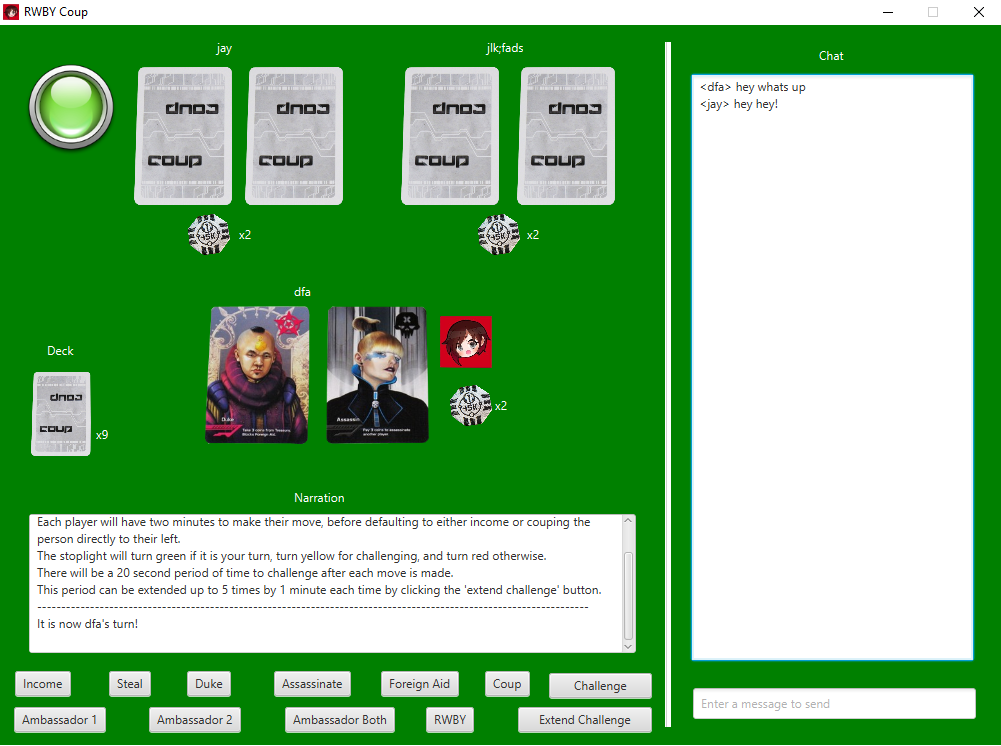 RWBY Coup
jay
jlk;fads
Chat
coup
coup
coup
coup
coup
coup
coup
coup
<dfa> hey whats up
<jay> hey hey!
x2
x2
dfa
Deck
coup
coup
x9
Duke
Take 3 coins from Treasury.
Blocks Foreign Aid.
Assassin
Pay 3 coins to assassinate
another player.
x2
Narration
Each player will have two minutes to make their move, before defaulting to either income or couping the
person directly to their left.
The stoplight will turn green if it is your turn, turn yellow for challenging, and turn red otherwise.
There will be a 20 second period of time to challenge after each move is made.
This period can be extended up to 5 times by 1 minute each time by clicking the 'extend challenge' button.
------------------------------------------------------------------------------------------------------------------
It is now dfa's turn!
Income
Steal
Duke
Assassinate
Foreign Aid
Coup
Challenge
Ambassador 1
Ambassador 2
Ambassador Both
RWBY
Extend Challenge
Enter a message to send